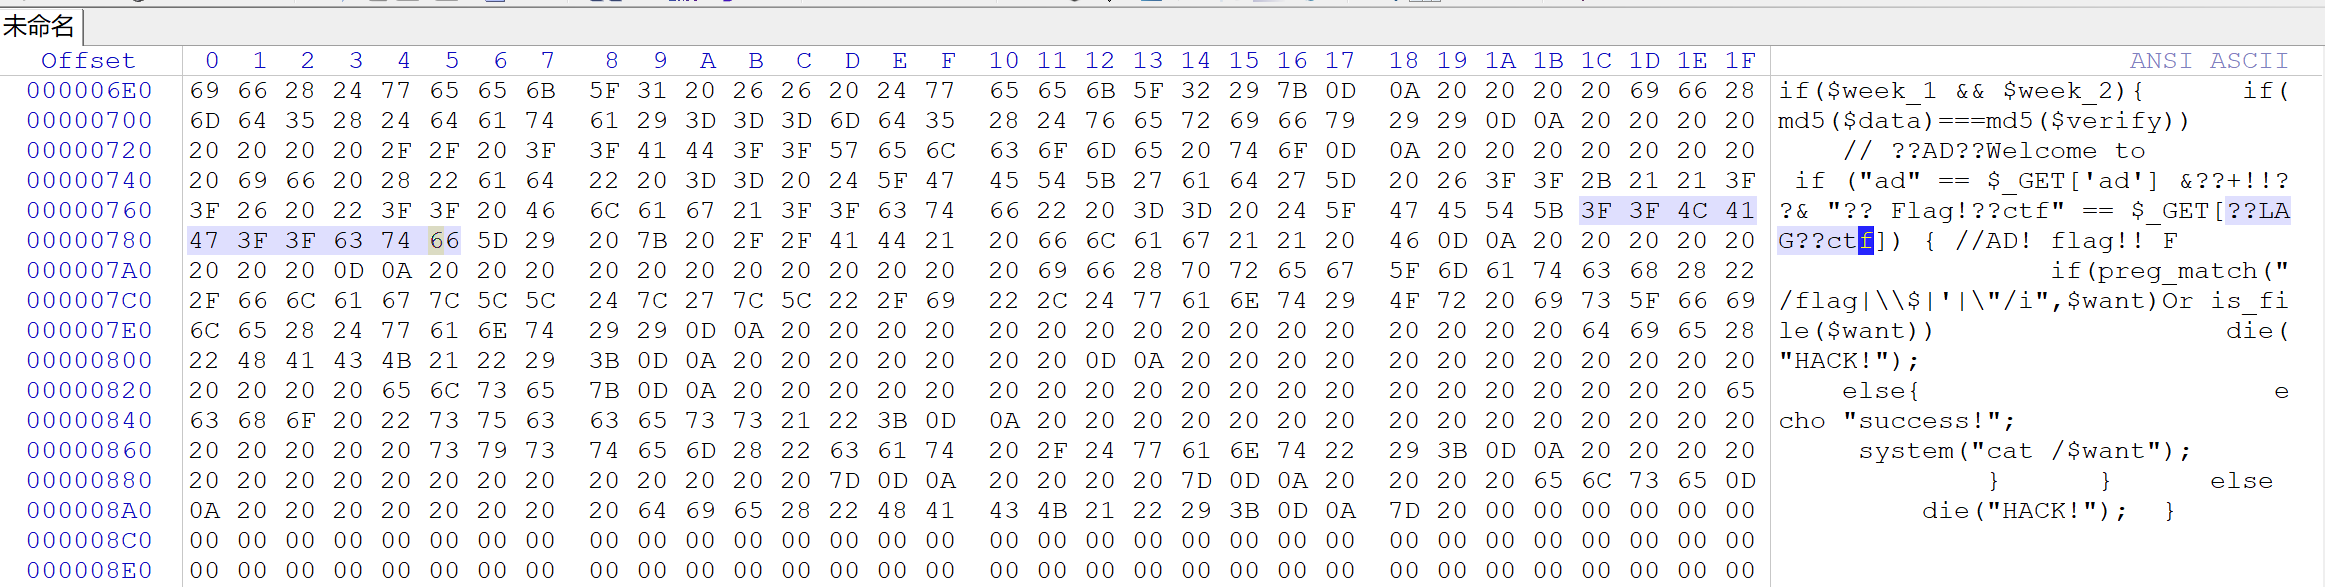 未命名
Offset 0 1 2 3 4 5 6 7 8 9 A B C D E F 10 11 12 13 14 15 16 17 18 19 1A 1B 1C 1D 1E 1F ANSI ASCII
000006E0 69 66 28 24 77 65 65 6B 5F 31 20 26 26 20 24 77 65 65 6B 5F 32 29 7B 0D 0A 20 20 20 20 69 66 28 if($week_1 && $week_2){ if(
00000700 6D 64 35 28 24 64 61 74 61 29 3D 3D 3D 6D 64 35 28 24 76 65 72 69 66 79 29 29 0D 0A 20 20 20 20 md5($data)===md5($verify))
00000720 20 20 20 20 2F 2F 20 3F 3F 41 44 3F 3F 57 65 6C 63 6F 6D 65 20 74 6F 0D 0A 20 20 20 20 20 20 20 // ??AD??Welcome to
00000740 20 69 66 20 28 22 61 64 22 20 3D 3D 20 24 5F 47 45 54 5B 27 61 64 27 5D 20 26 3F 3F 2B 21 21 3F if ("ad" == $_GET['ad'] &??+!!?
00000760 3F 26 20 22 3F 3F 20 46 6C 61 67 21 3F 3F 63 74 66 22 20 3D 3D 20 24 5F 47 45 54 5B 3F 3F 4C 41 ?& "?? Flag!??ctf" == $_GET[??LA
00000780 47 3F 3F 63 74 66 5D 29 20 7B 20 2F 2F 41 44 21 20 66 6C 61 67 21 21 20 46 0D 0A 20 20 20 20 20 G??ctf]) { //AD! flag!! F
000007A0 20 20 20 0D 0A 20 20 20 20 20 20 20 20 20 20 20 20 69 66 28 70 72 65 67 5F 6D 61 74 63 68 28 22 if(preg_match("
000007C0 2F 66 6C 61 67 7C 5C 5C 24 7C 27 7C 5C 22 2F 69 22 2C 24 77 61 6E 74 29 4F 72 20 69 73 5F 66 69 /flag|\\$|'|\"/i",$want)Or is_fi
000007E0 6C 65 28 24 77 61 6E 74 29 29 0D 0A 20 20 20 20 20 20 20 20 20 20 20 20 20 20 20 20 64 69 65 28 le($want)) die(
00000800 22 48 41 43 4B 21 22 29 3B 0D 0A 20 20 20 20 20 20 20 20 0D 0A 20 20 20 20 20 20 20 20 20 20 20 "HACK!");
00000820 20 20 20 20 65 6C 73 65 7B 0D 0A 20 20 20 20 20 20 20 20 20 20 20 20 20 20 20 20 20 20 20 20 65 else{ e
00000840 63 68 6F 20 22 73 75 63 63 65 73 73 21 22 3B 0D 0A 20 20 20 20 20 20 20 20 20 20 20 20 20 20 20 cho "success!";
00000860 20 20 20 20 20 73 79 73 74 65 6D 28 22 63 61 74 20 2F 24 77 61 6E 74 22 29 3B 0D 0A 20 20 20 20 system("cat /$want");
00000880 20 20 20 20 20 20 20 20 20 20 20 20 20 7D 0D 0A 20 20 20 20 7D 0D 0A 20 20 20 20 65 6C 73 65 0D } } else
000008A0 0A 20 20 20 20 20 20 20 20 64 69 65 28 22 48 41 43 4B 21 22 29 3B 0D 0A 7D 20 00 00 00 00 00 00 die("HACK!"); }
000008C0 00 00 00 00 00 00 00 00 00 00 00 00 00 00 00 00 00 00 00 00 00 00 00 00 00 00 00 00 00 00 00 00
000008E0 00 00 00 00 00 00 00 00 00 00 00 00 00 00 00 00 00 00 00 00 00 00 00 00 00 00 00 00 00 00 00 00